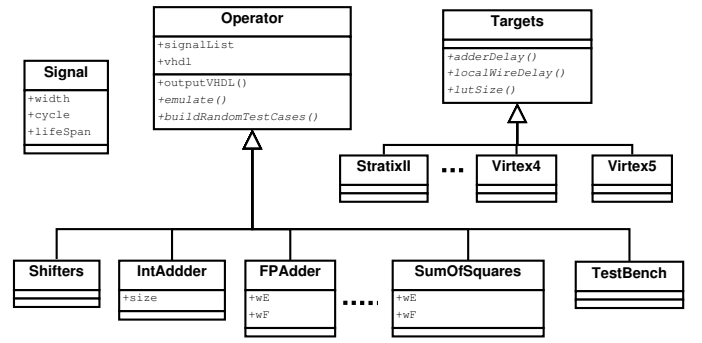 Operator
+signalList
+vhdl
+outputVHDL()
+emulate()
+buildRandomTestCases()
Targets
+adderDelay()
+localWireDelay()
+lutSize()
Signal
+width
+cycle
+lifeSpan
StratixII
...
Virtex4
Virtex5
Shifters
IntAddder
+size
FPAdder
+wE
+wF
.....
SumOfSquares
+wE
+wF
TestBench